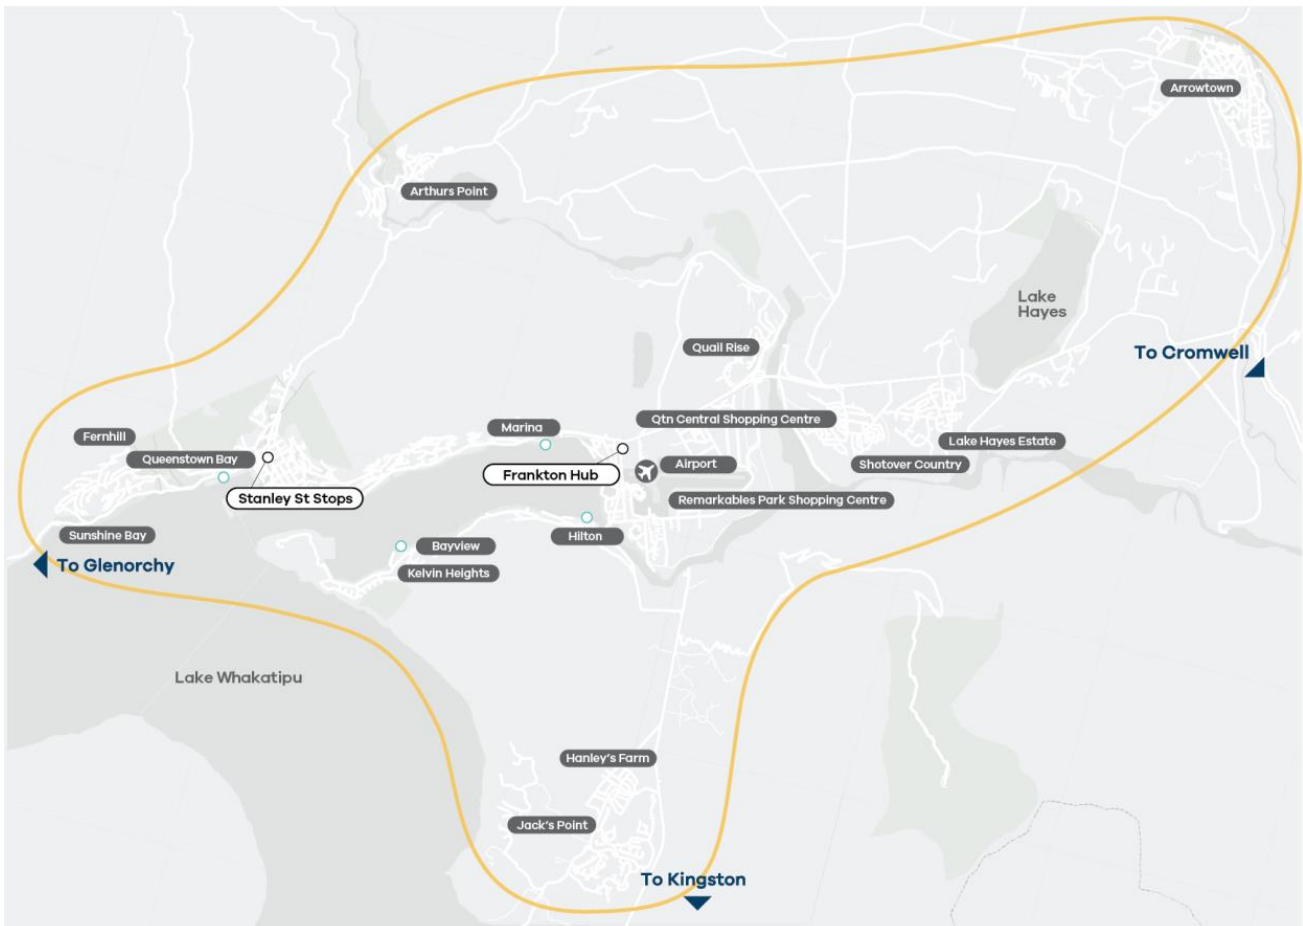 Arrowtown
Arthurs Point
Lake
Hayes
Quail Rise
To Cromwell
Qtn Central Shopping Centre
Marina
Fernhill
Queenstown Bay
Lake Hayes Estate
Frankton Hub
Airport
Shotover Country
Stanley St Stops
Remarkables Park Shopping Centre
Sunshine Bay
Hilton
Bayview
To Glenorchy
Kelvin Heights
Lake Whakatipu
Hanley's Farm
Jack's Point
To Kingston